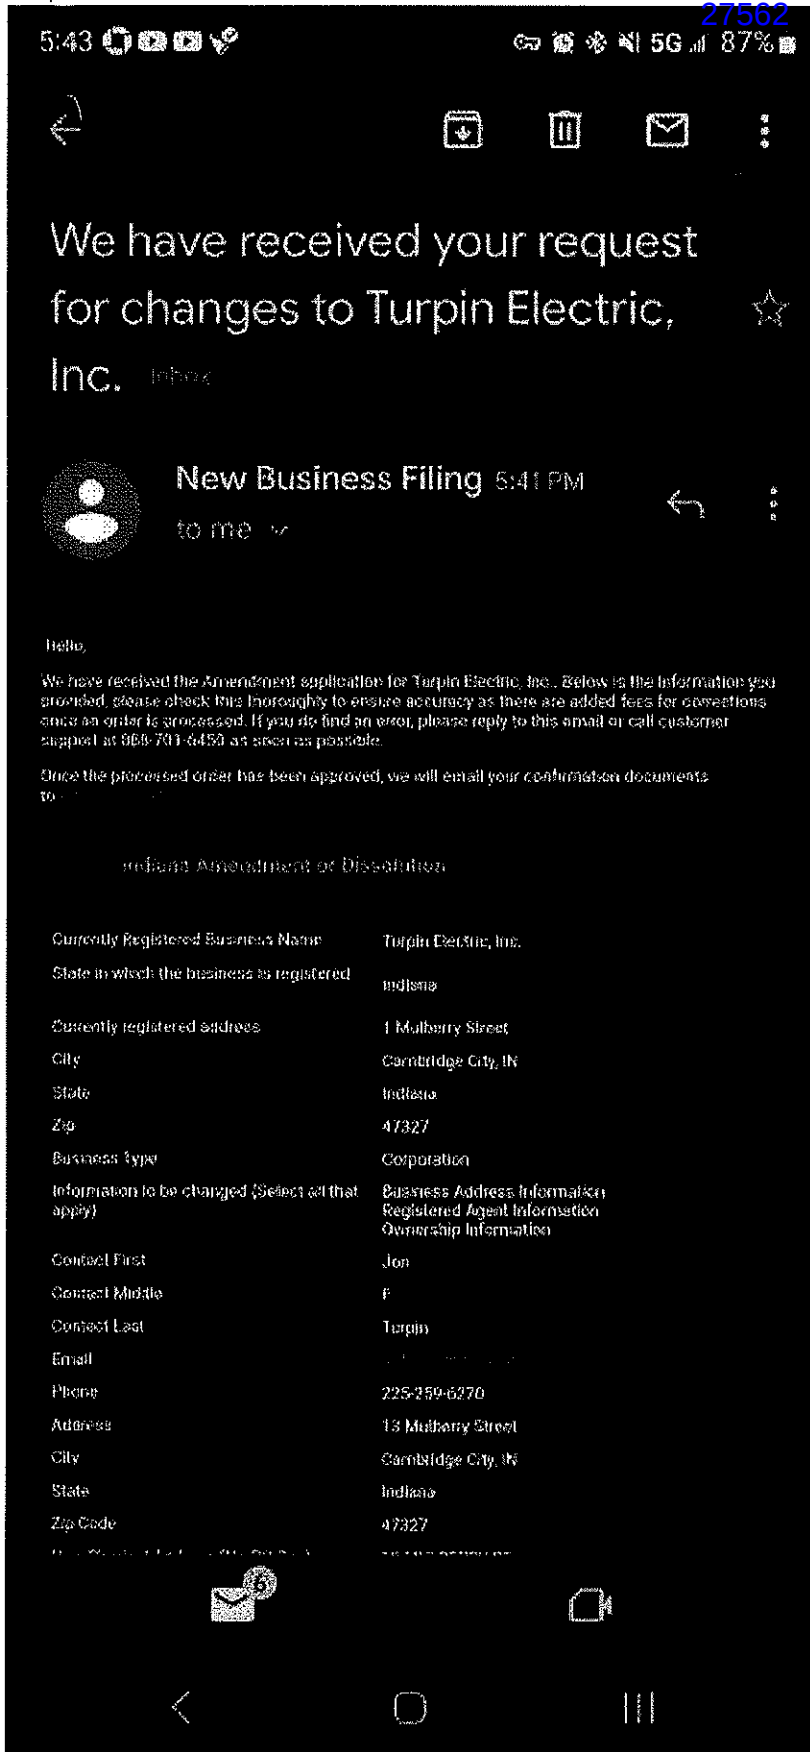 27562
5:43
5G 87%
We have received your request
for changes to Turpin Electric,
Inc. Inbox
New Business Filing 5:41 PM
to me
Hello,
We have received the Amendment application for Turpin Electric, Inc.. Below is the information you
provided, please check this thoroughly to ensure accuracy as there are added fees for corrections
once an order is processed. If you do find an error, please reply to this email or call customer
support at as soon as possible.
Once the processed order has been approved, we will email your confirmation documents
to
Indiana Amendment or Dissolution
Currently Registered Business Name Turpin Electric, Inc.
State in which the business is registered Indiana
Currently registered address 1 Mulberry Street
City Cambridge City, IN
State Indiana
Zip 47327
Business Type Corporation
Information to be changed (Select all that Business Address Information
apply) Registered Agent Information
Ownership Information
Contact First Jon
Contact Middle
Contact Last Turpin
Email
Phone 225-259-6270
Address 13 Mulberry Street
City Cambridge City, IN
State Indiana
Zip Code 47327
6